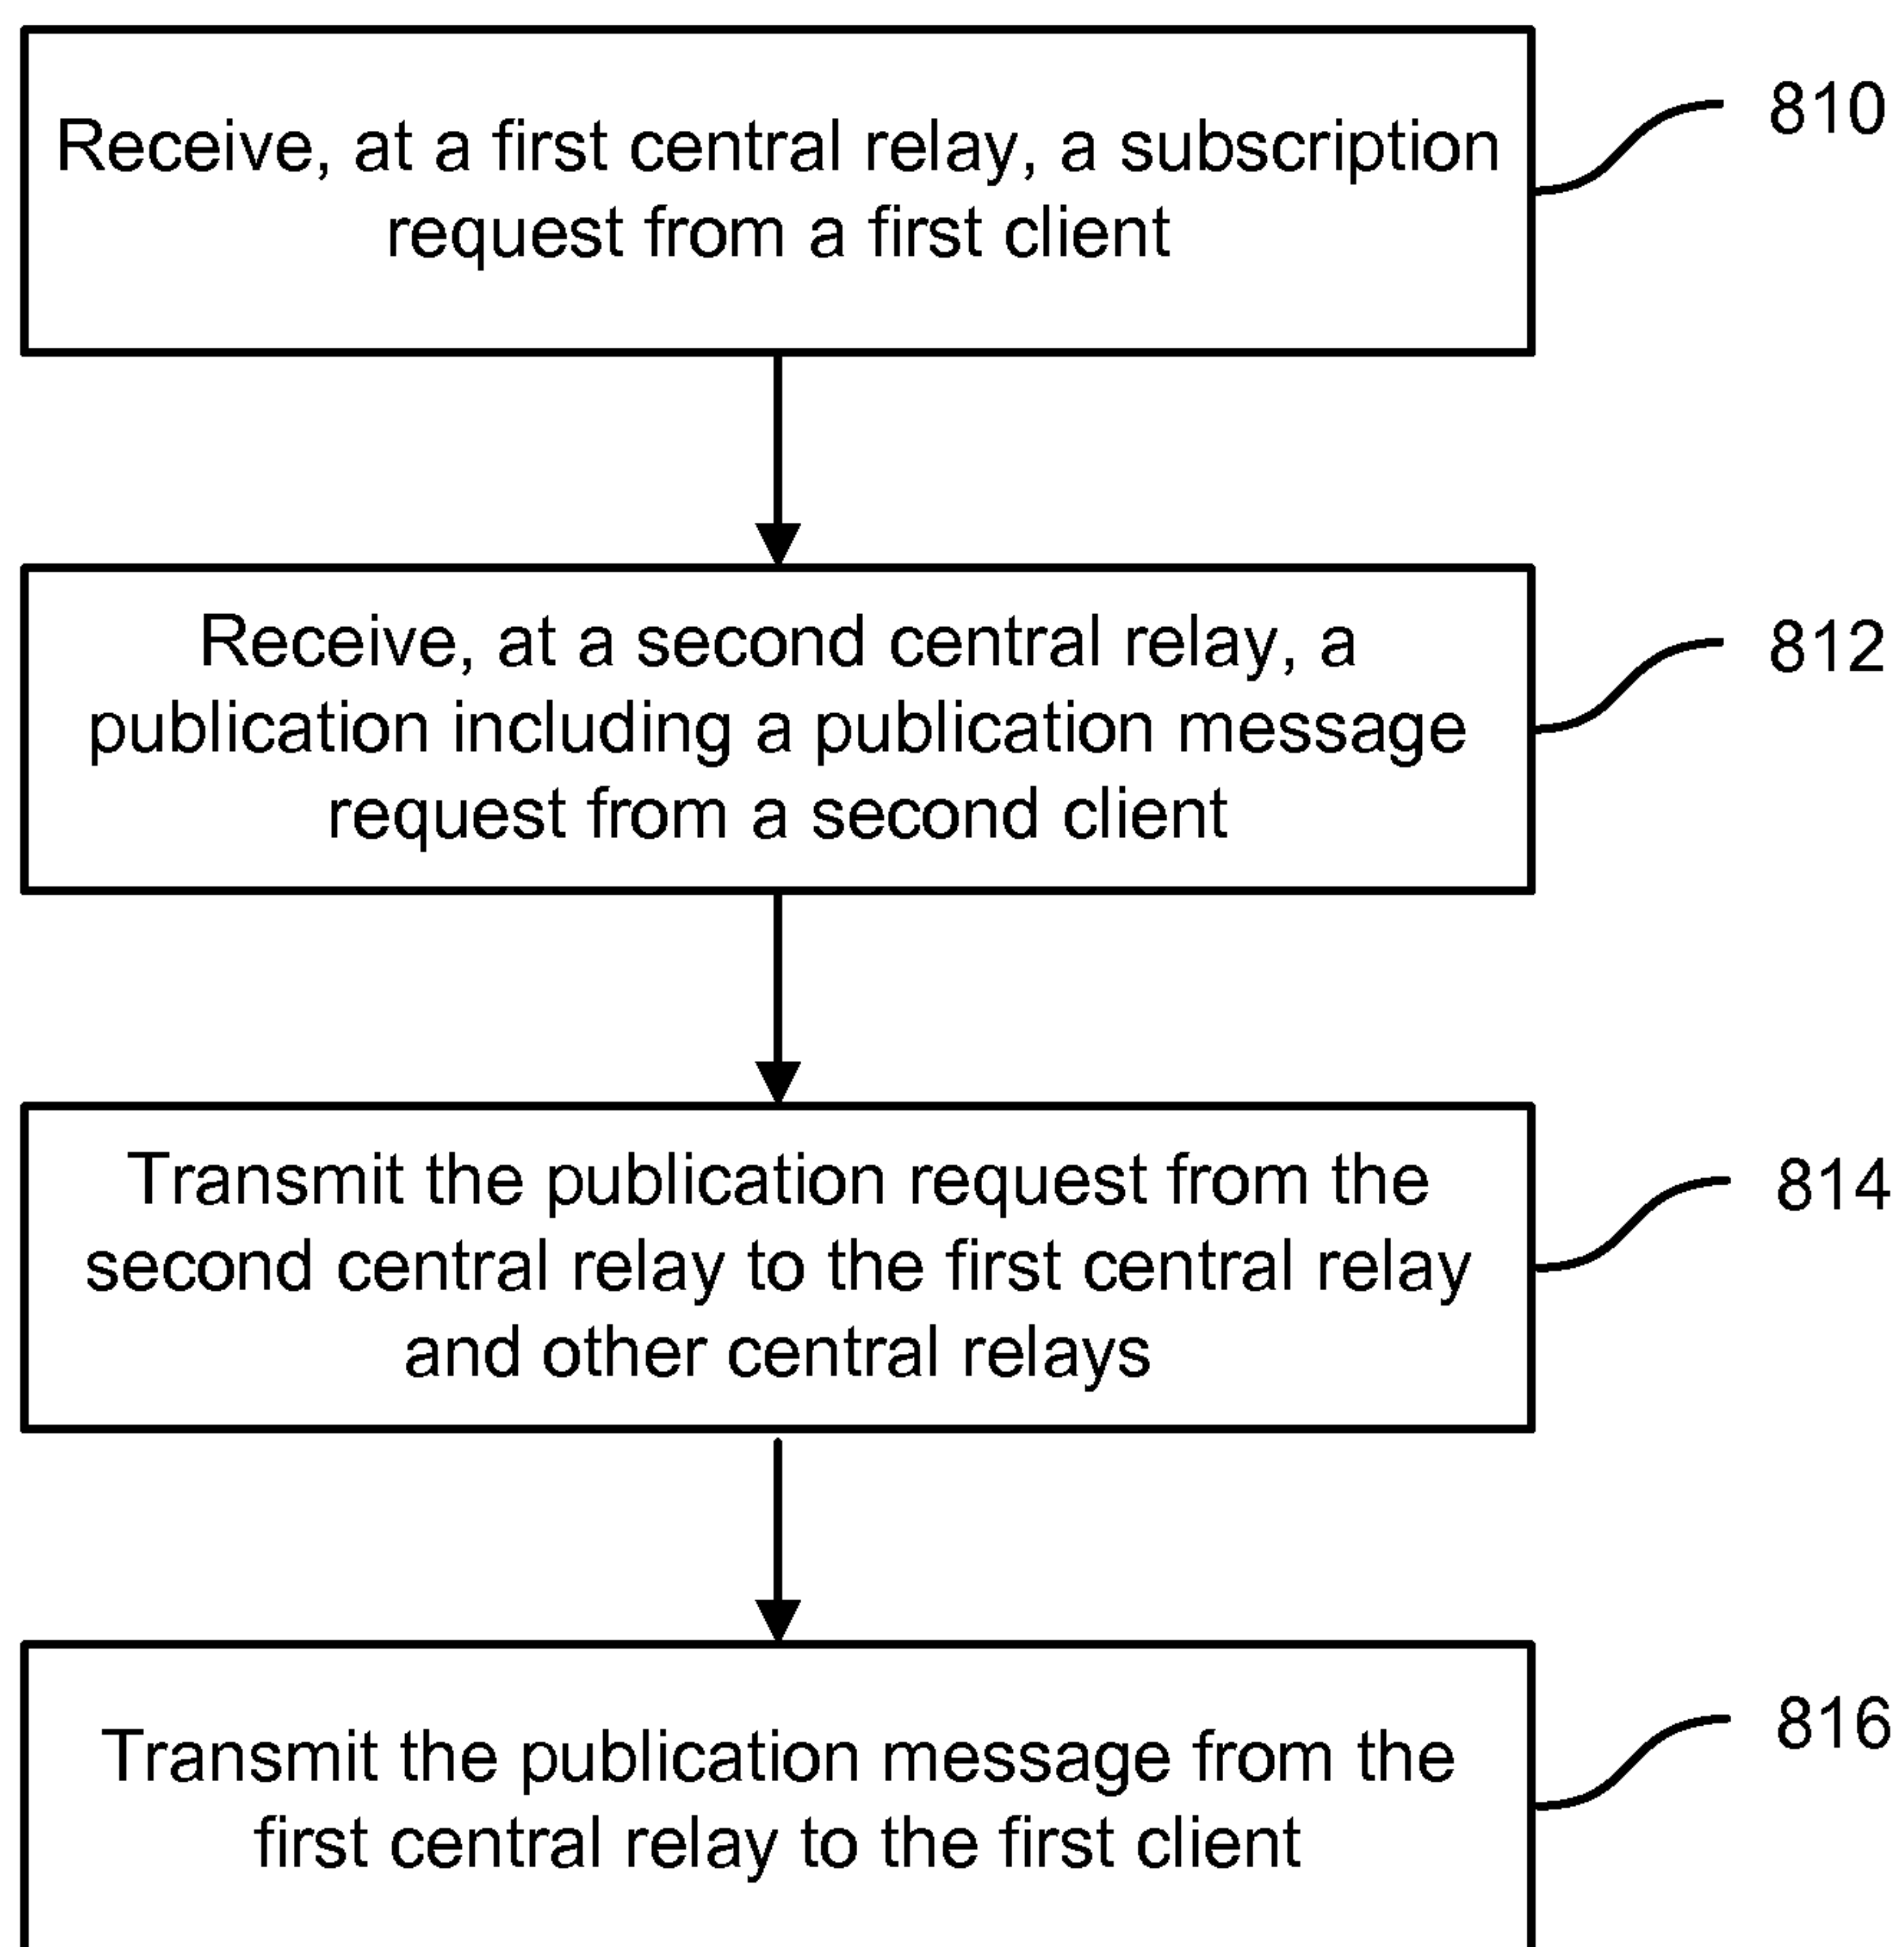 Receive, at a first central relay, a subscription
request from a first client
810
Receive, at a second central relay, a
publication including a publication message
request from a second client
812
Transmit the publication request from the
second central relay to the first central relay
and other central relays
814
Transmit the publication message from the
first central relay to the first client
816